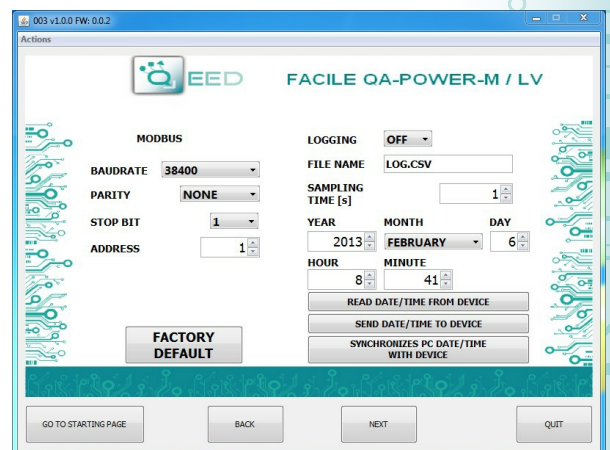 003 v1.0.0 FW: 0.0.2
Actions
QEED
FACILE QA-POWER-M / LV
MODBUS
BAUDRATE 38400
PARITY NONE
STOP BIT 1
ADDRESS 1
FACTORY
DEFAULT
LOGGING OFF
FILE NAME LOG.CSV
SAMPLING
TIME [s] 1
YEAR MONTH DAY
2013 FEBRUARY 6
HOUR MINUTE
8 41
READ DATE/TIME FROM DEVICE
SEND DATE/TIME TO DEVICE
SYNCHRONIZES PC DATE/TIME
WITH DEVICE
GO TO STARTING PAGE BACK NEXT QUIT